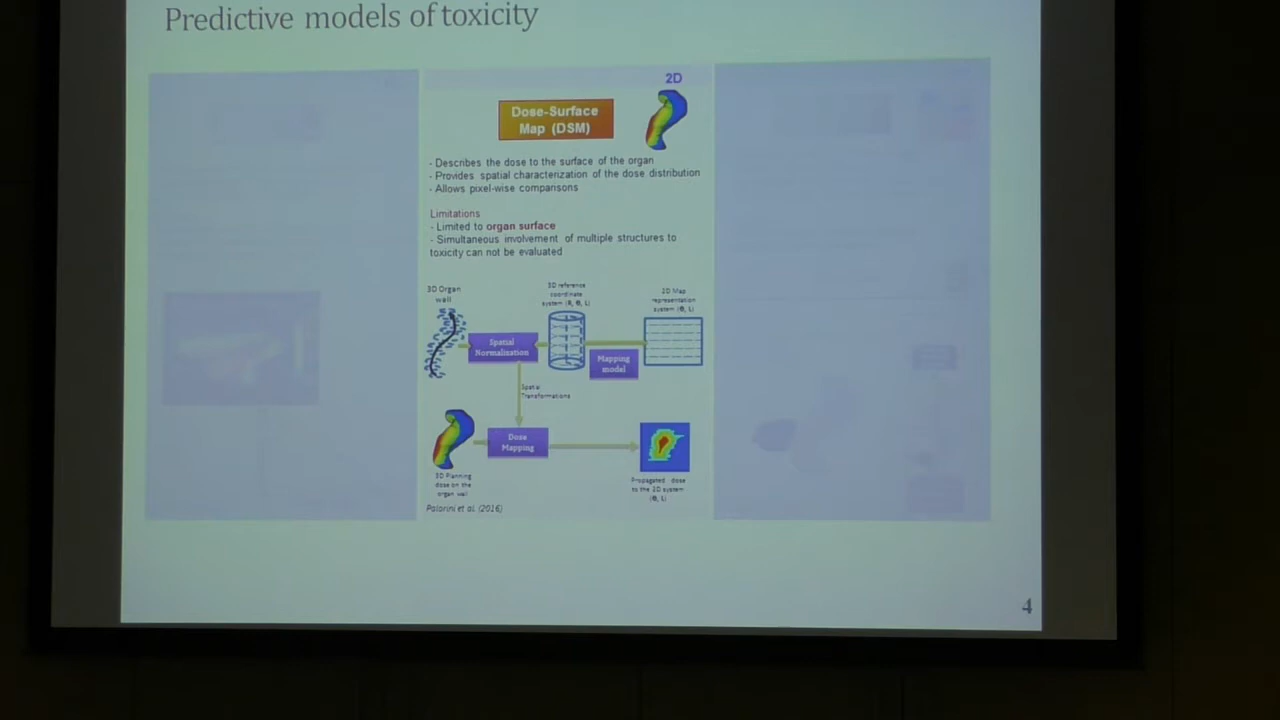 Predictive models of toxicity
2D
Dose-Surface
Map (DSM)
- Describes the dose to the surface of the organ
- Provides spatial characterization of the dose distribution
- Allows pixel-wise comparisons
Limitations
- Limited to organ surface
- Simultaneous involvement of multiple structures to
toxicity can not be evaluated
3D Organ
wall
3D reference
coordinate
system (R, Θ, L)
2D Map
representation
system (Θ, L)
Spatial
Normalization
Mapping
model
Spatial
Transformations
Dose
Mapping
3D Planning
dose on the
organ wall
Propagated dose
to the 2D system
(Θ, L)
Palorini et al. (2016)
4